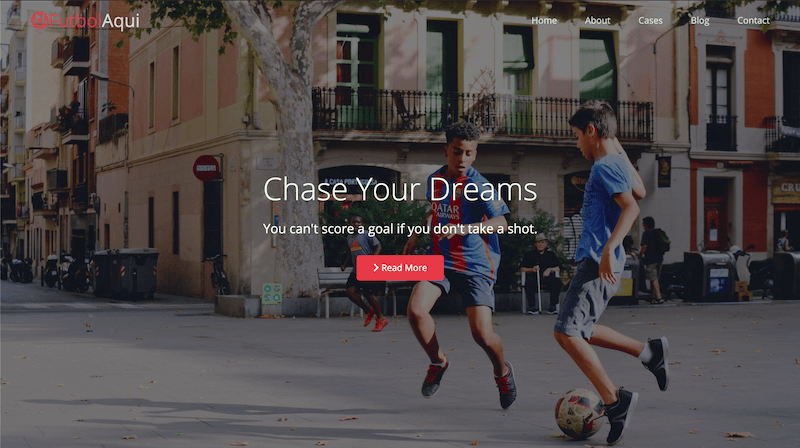 Futbol Aqui
Home
About
Cases
Blog
Contact
Chase Your Dreams
You can't score a goal if you don't take a shot.
Read More
QATAR
AIRWAYS